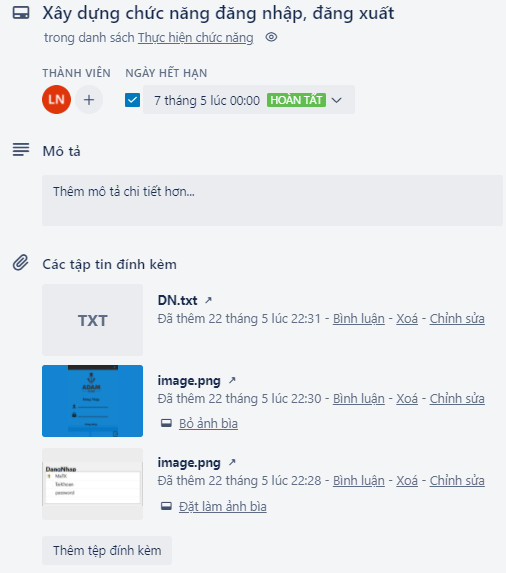 Xây dựng chức năng đăng nhập, đăng xuất
trong danh sách Thực hiện chức năng
THÀNH VIÊN NGÀY HẾT HẠN
LN + 7 tháng 5 lúc 00:00 HOÀN TẤT
Mô tả
Thêm mô tả chi tiết hơn...
Các tập tin đính kèm
TXT
DN.txt ↗
Đã thêm 22 tháng 5 lúc 22:31 - Bình luận - Xoá - Chỉnh sửa
ADAM
image.png ↗
Đã thêm 22 tháng 5 lúc 22:30 - Bình luận - Xoá - Chỉnh sửa
Bỏ ảnh bìa
DangNhap
MaTK
TenKhoan
password
image.png ↗
Đã thêm 22 tháng 5 lúc 22:28 - Bình luận - Xoá - Chỉnh sửa
Đặt làm ảnh bìa
Thêm tệp đính kèm